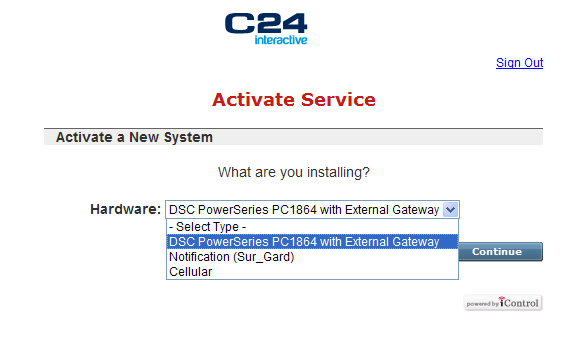 C24
interactive
Sign Out
Activate Service
Activate a New System
What are you installing?
Hardware: DSC PowerSeries PC1864 with External Gateway
- Select Type -
DSC PowerSeries PC1864 with External Gateway
Notification (Sur_Gard)
Cellular
Continue
powered by iControl